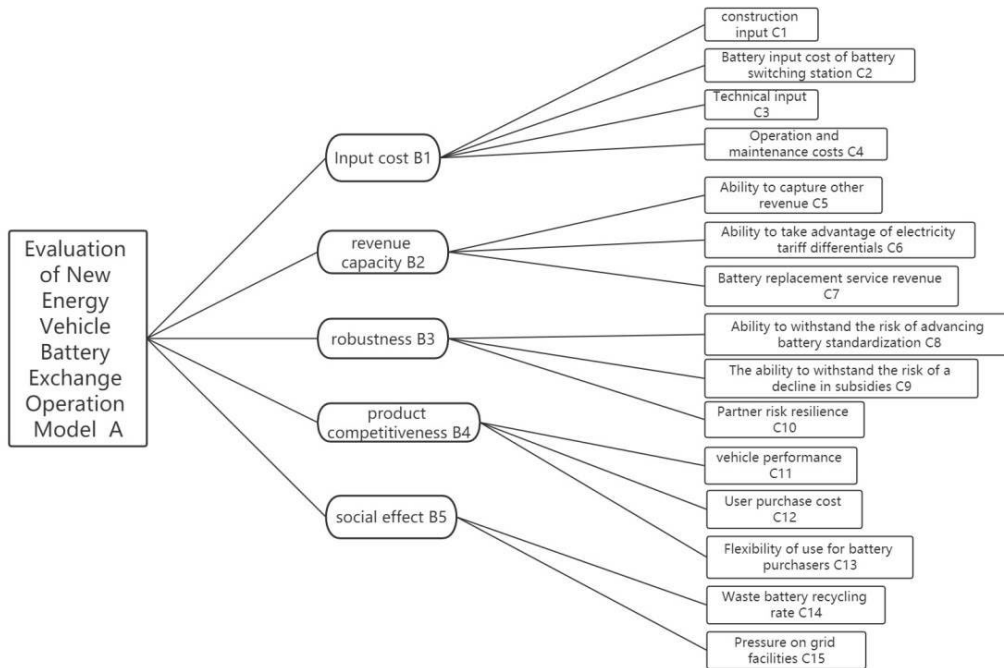 Evaluation
of New
Energy
Vehicle
Battery
Exchange
Operation
Model A
Input cost B1
revenue
capacity B2
robustness B3
product
competitiveness B4
social effect B5
construction
input C1
Battery input cost of battery
switching station C2
Technical input
C3
Operation and
maintenance costs C4
Ability to capture other
revenue C5
Ability to take advantage of electricity
tariff differentials C6
Battery replacement service revenue
C7
Ability to withstand the risk of advancing
battery standardization C8
The ability to withstand the risk of a
decline in subsidies C9
Partner risk resilience
C10
vehicle performance
C11
User purchase cost
C12
Flexibility of use for battery
purchasers C13
Waste battery recycling
rate C14
Pressure on grid
facilities C15